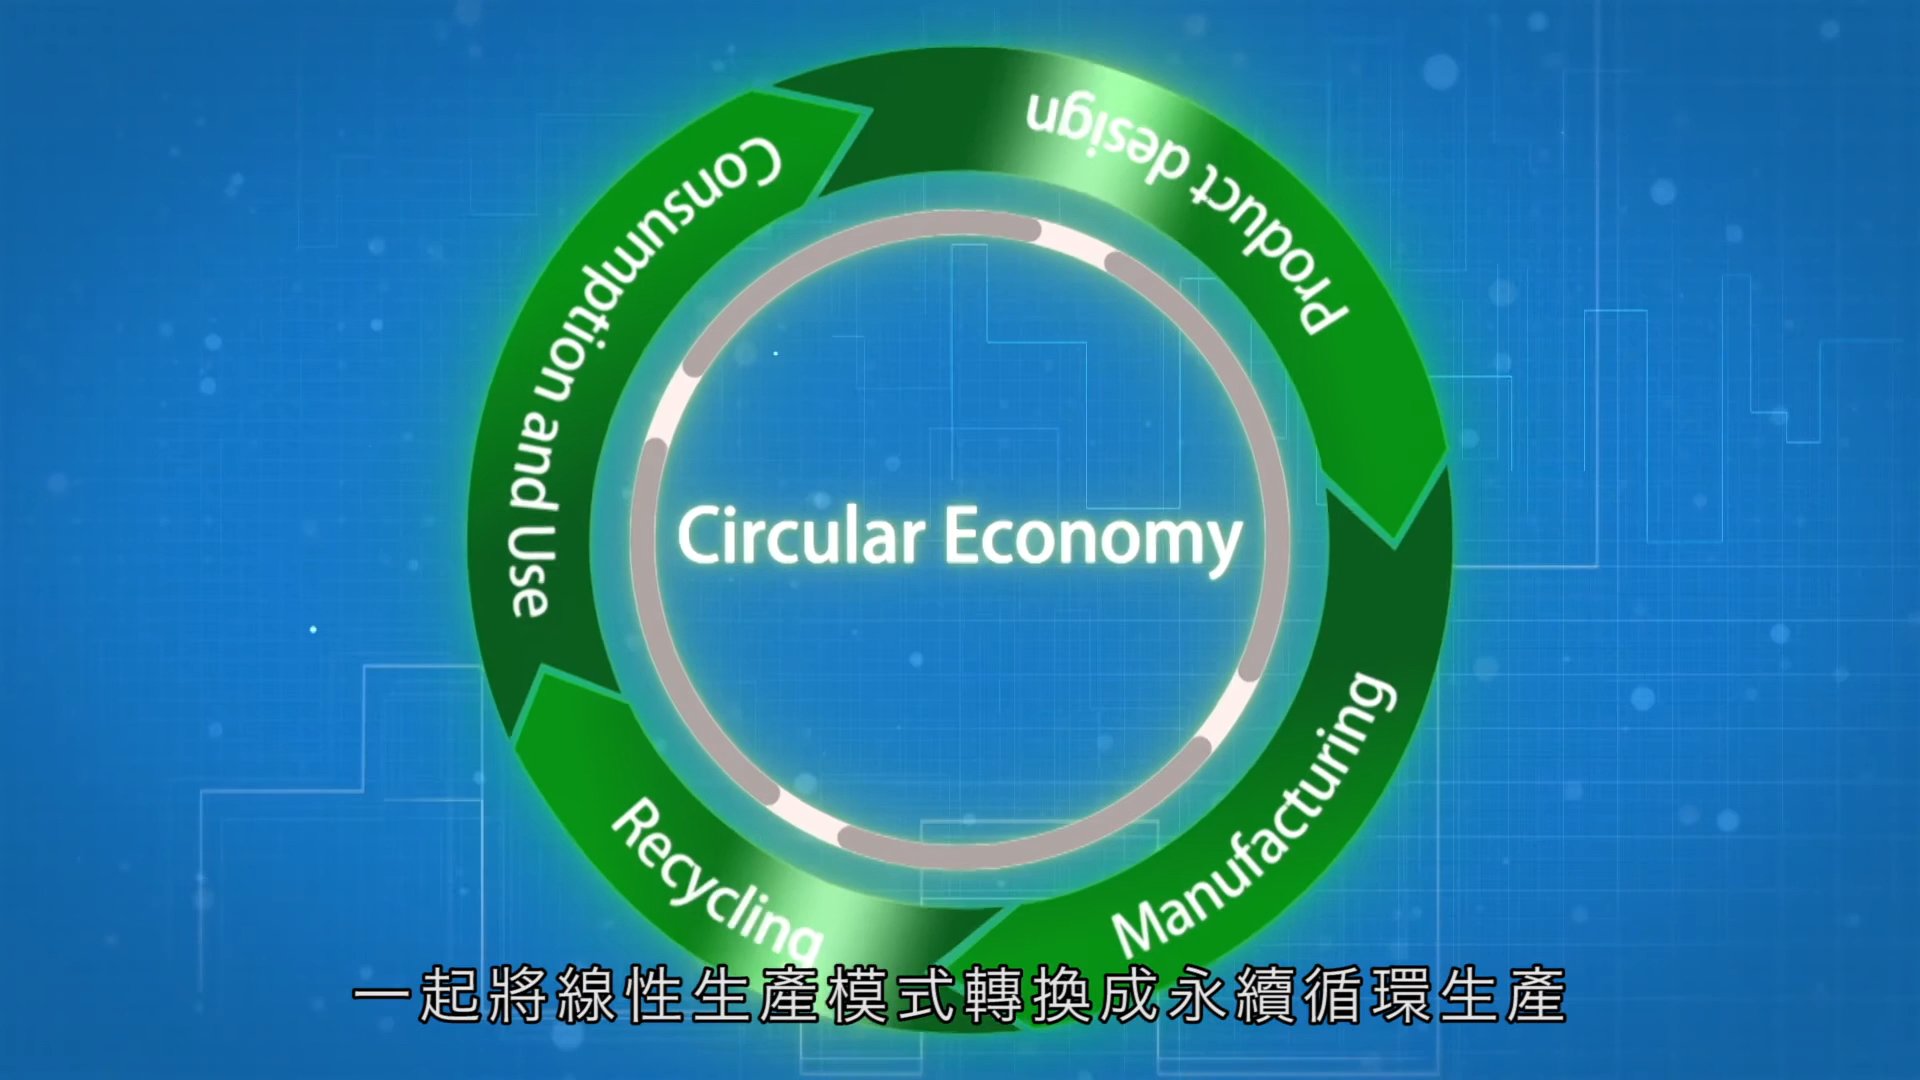 Product design
Consumption and Use
Circular Economy
Manufacturing
Recycling
一起將線性生產模式轉換成永續循環生產